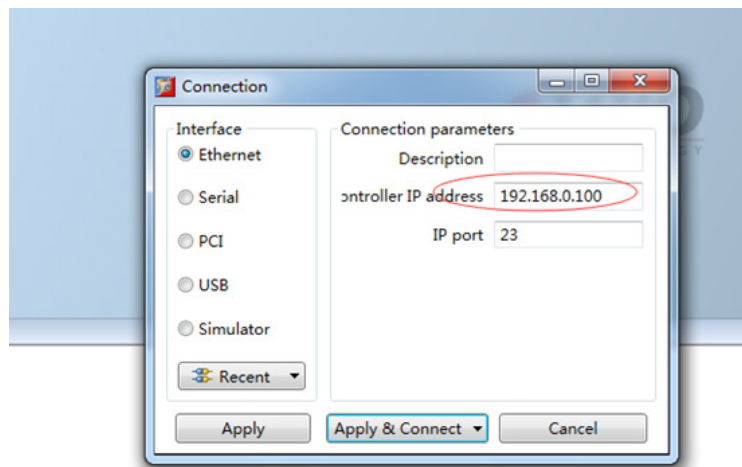 Connection
Interface
Ethernet
Serial
PCI
USB
Simulator
Recent
Connection parameters
Description
ontroller IP address 192.168.0.100
IP port 23
Apply
Apply & Connect
Cancel